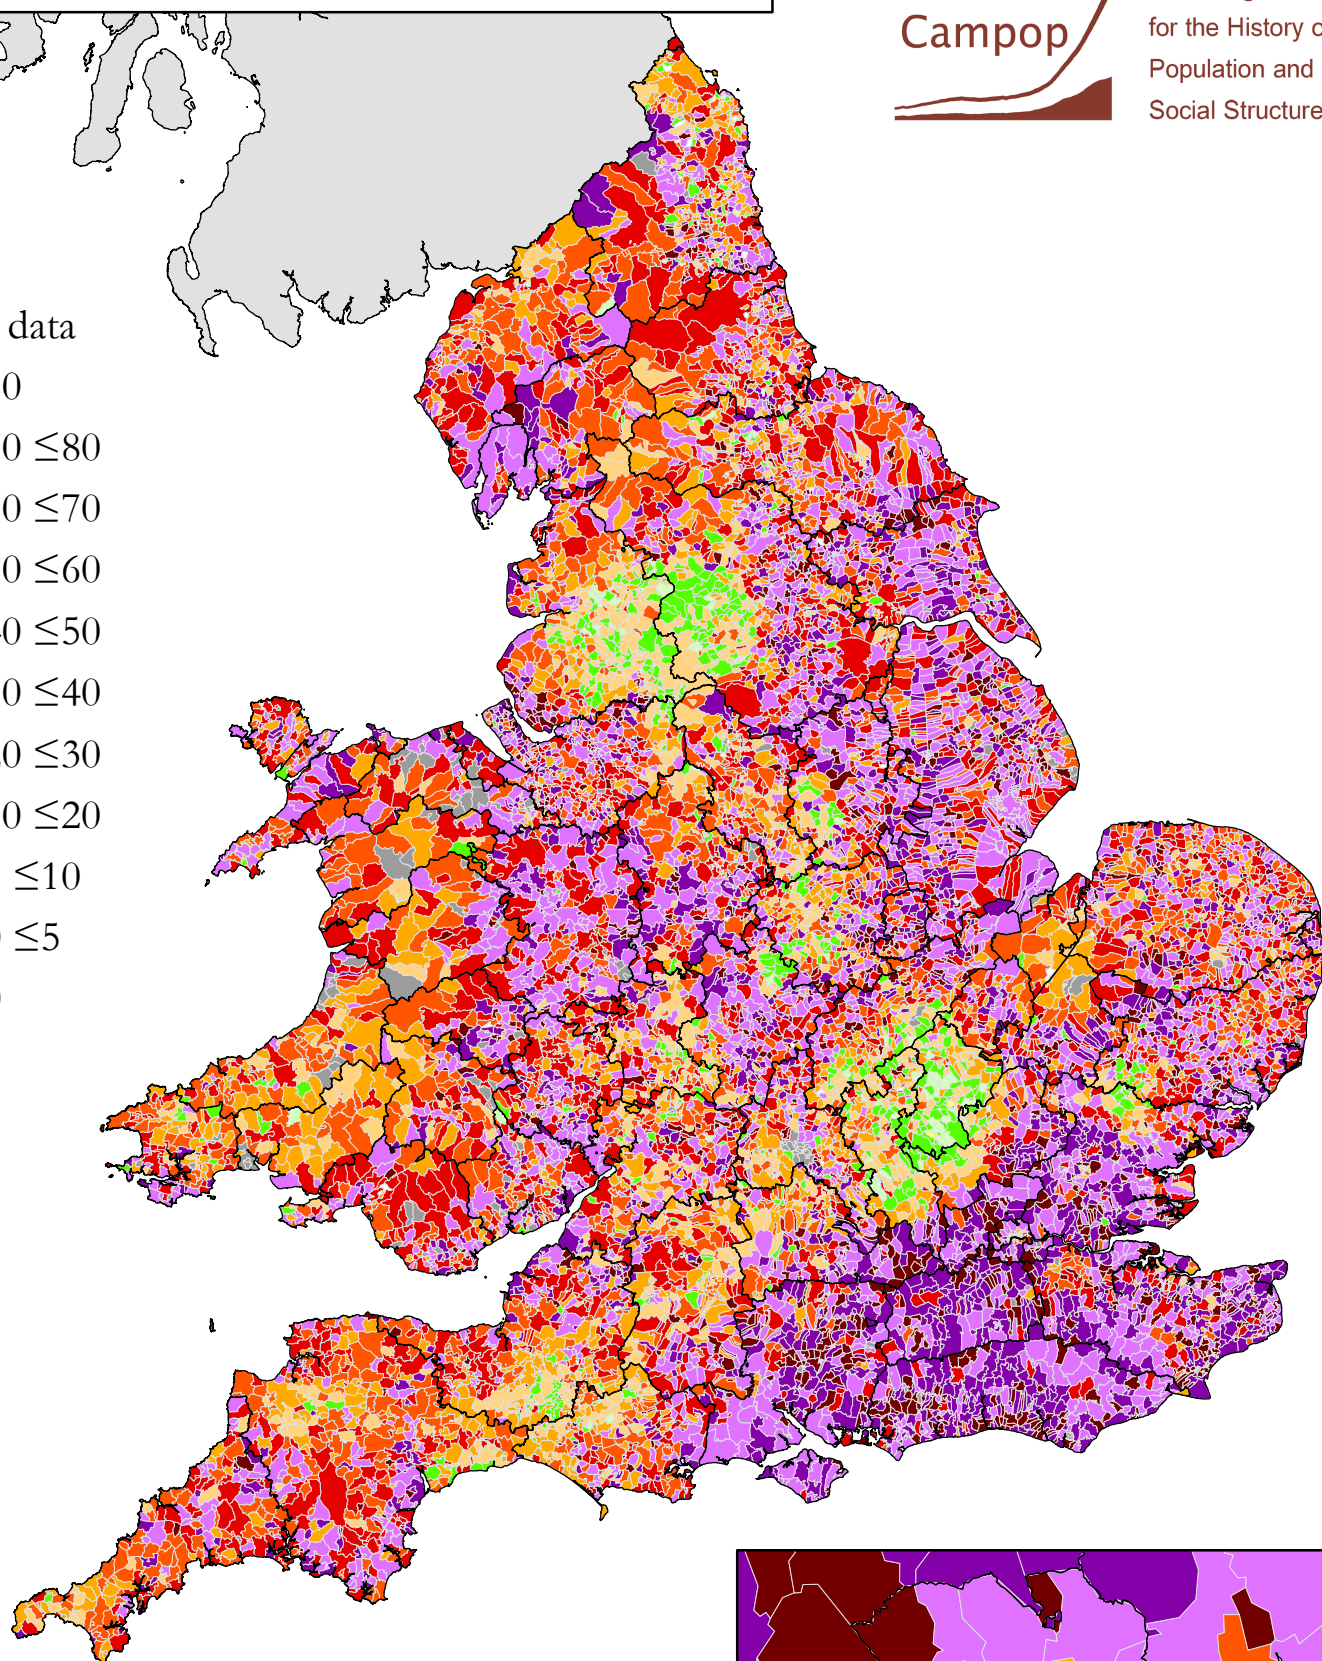 Campop
for the History o
Population and
Social Structure
data
0
0 ≤80
0 ≤70
0 ≤60
0 ≤50
0 ≤40
0 ≤30
0 ≤20
≤10
≤5